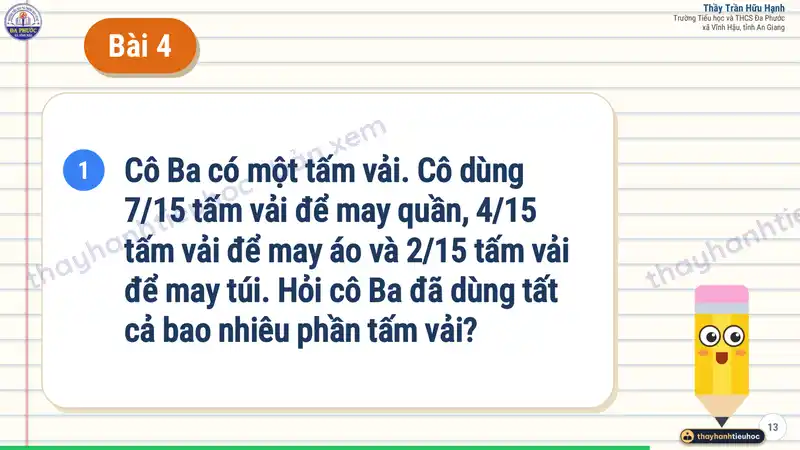 Thầy Trần Hữu Hạnh
Trường Tiểu học và THCS Đa Phước
xã Vĩnh Hậu, tỉnh An Giang
ĐA PHƯỚC
Bài 4
1
Cô Ba có một tấm vải. Cô dùng
7/15 tấm vải để may quần, 4/15
tấm vải để may áo và 2/15 tấm vải
để may túi. Hỏi cô Ba đã dùng tất
cả bao nhiêu phần tấm vải?
thayhanhtieuhoc
13